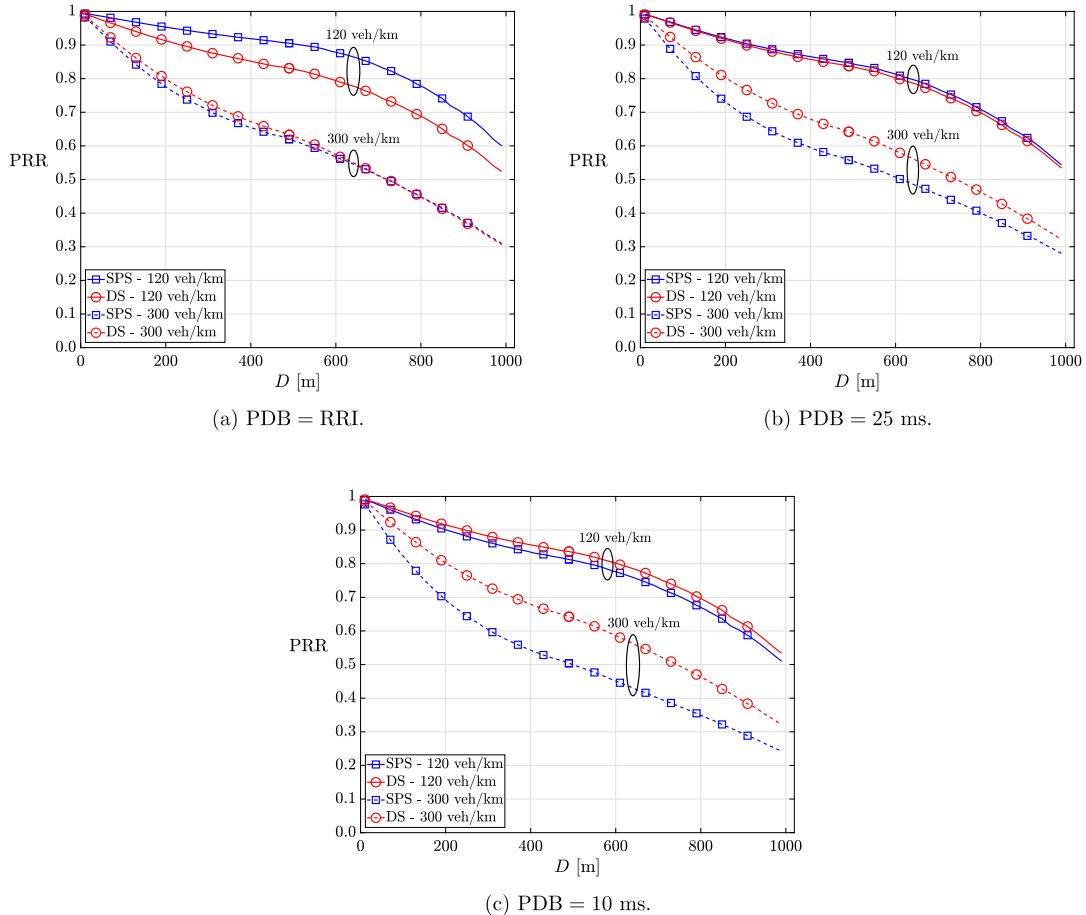 1
0.9
0.8
0.7
0.6
0.5
0.4
0.3
0.2
0.1
0.0
PRR
120 veh/km
300 veh/km
SPS - 120 veh/km
DS - 120 veh/km
SPS - 300 veh/km
DS - 300 veh/km
0 200 400 600 800 1000
D [m]
(a) PDB = RRI.
1
0.9
0.8
0.7
0.6
0.5
0.4
0.3
0.2
0.1
0.0
PRR
120 veh/km
300 veh/km
SPS - 120 veh/km
DS - 120 veh/km
SPS - 300 veh/km
DS - 300 veh/km
0 200 400 600 800 1000
D [m]
(b) PDB = 25 ms.
1
0.9
0.8
0.7
0.6
0.5
0.4
0.3
0.2
0.1
0.0
PRR
120 veh/km
300 veh/km
SPS - 120 veh/km
DS - 120 veh/km
SPS - 300 veh/km
DS - 300 veh/km
0 200 400 600 800 1000
D [m]
(c) PDB = 10 ms.